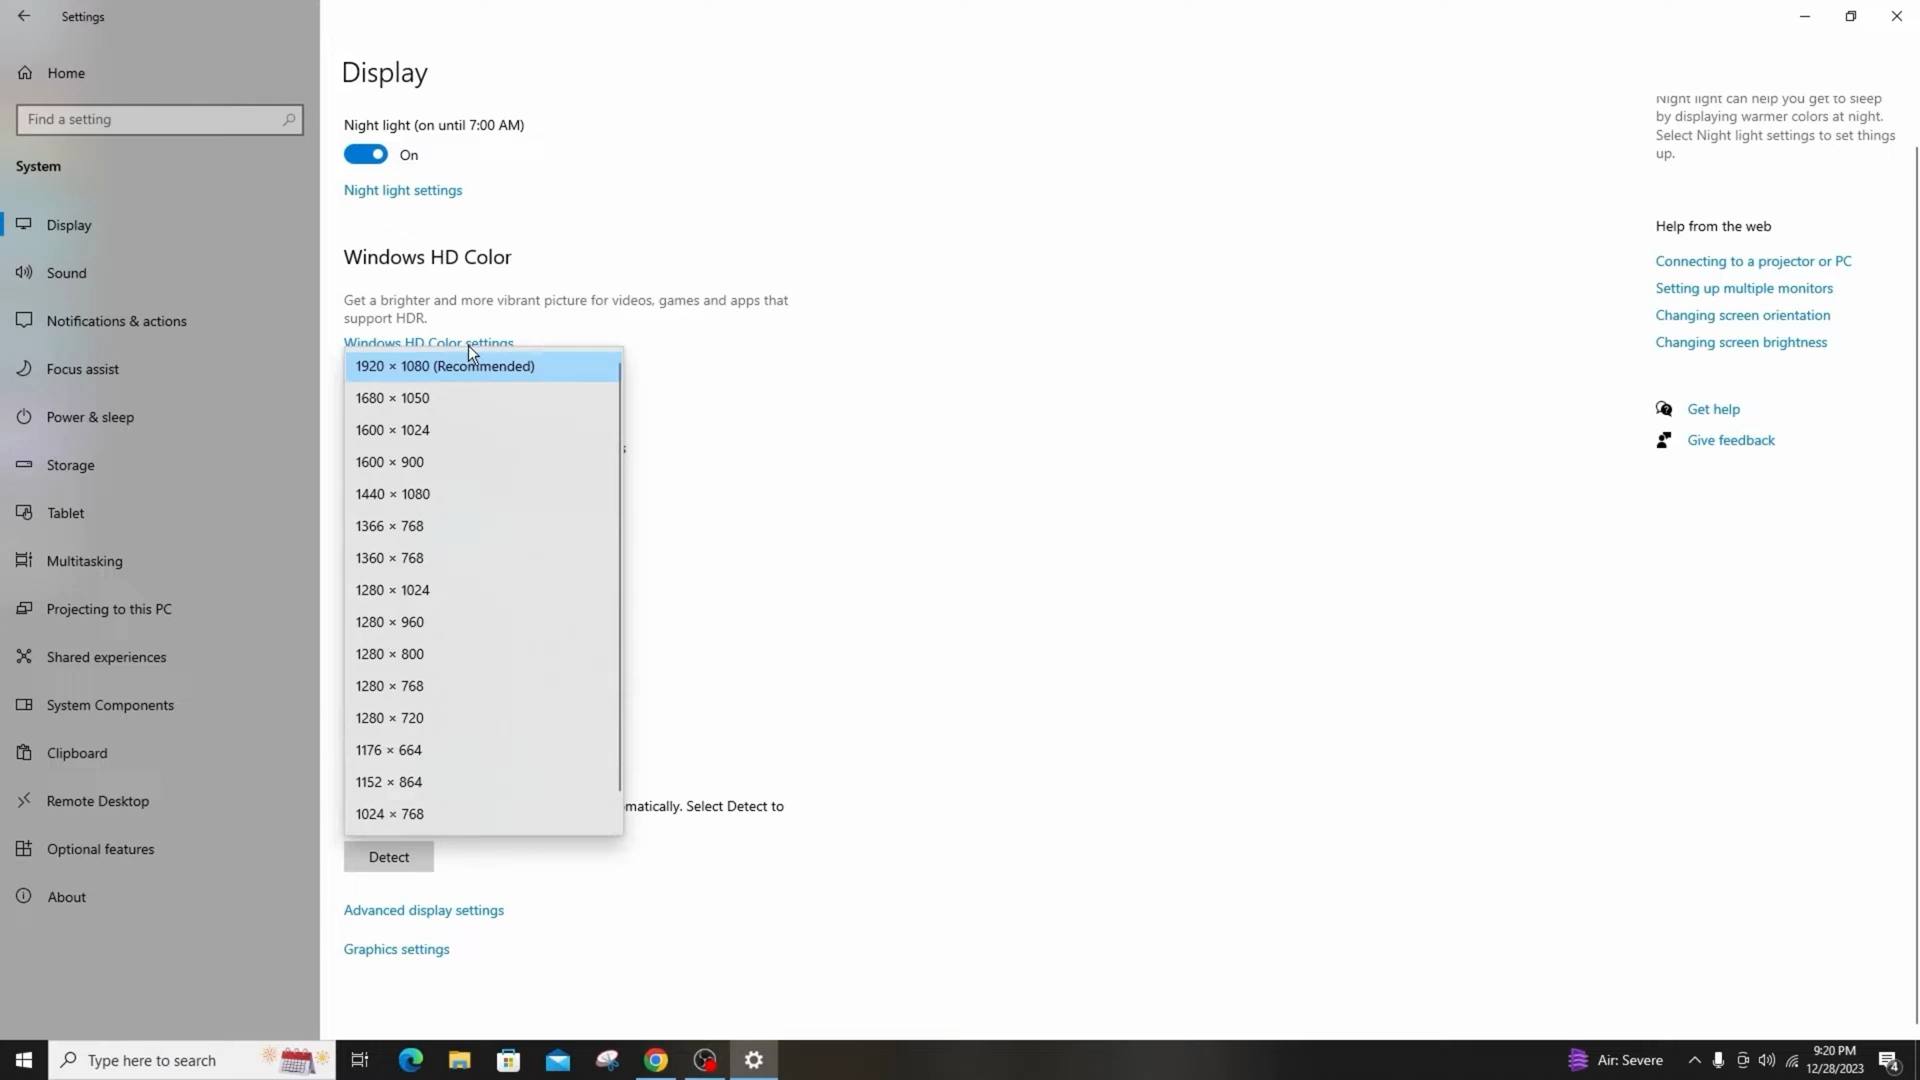 Settings
Home
Find a setting
System
Display
Sound
Notifications & actions
Focus assist
Power & sleep
Storage
Tablet
Multitasking
Projecting to this PC
Shared experiences
System Components
Clipboard
Remote Desktop
Optional features
About
Display
Night light (on until 7:00 AM)
On
Night light settings
Windows HD Color
Get a brighter and more vibrant picture for videos, games and apps that
support HDR.
Windows HD Color settings
1920 × 1080 (Recommended)
1680 × 1050
1600 × 1024
1600 × 900
1440 × 1080
1366 × 768
1360 × 768
1280 × 1024
1280 × 960
1280 × 800
1280 × 768
1280 × 720
1176 × 664
1152 × 864
1024 × 768
matically. Select Detect to
Detect
Advanced display settings
Graphics settings
Night light can help you get to sleep
by displaying warmer colors at night.
Select Night light settings to set things
up.
Help from the web
Connecting to a projector or PC
Setting up multiple monitors
Changing screen orientation
Changing screen brightness
Get help
Give feedback
Type here to search
Air: Severe
9:20 PM
12/28/2023
4